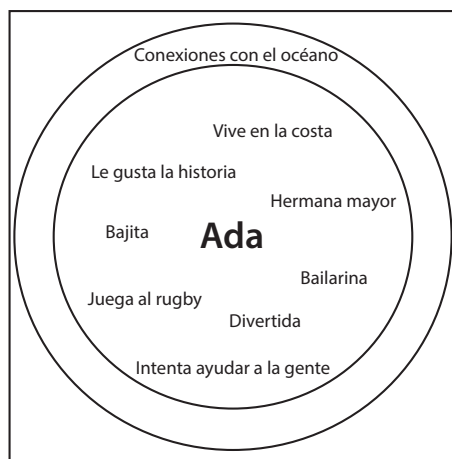 Conexiones con el océano
Vive en la costa
Le gusta la historia
Hermana mayor
Bajita
Ada
Bailarina
Juega al rugby
Divertida
Intenta ayudar a la gente